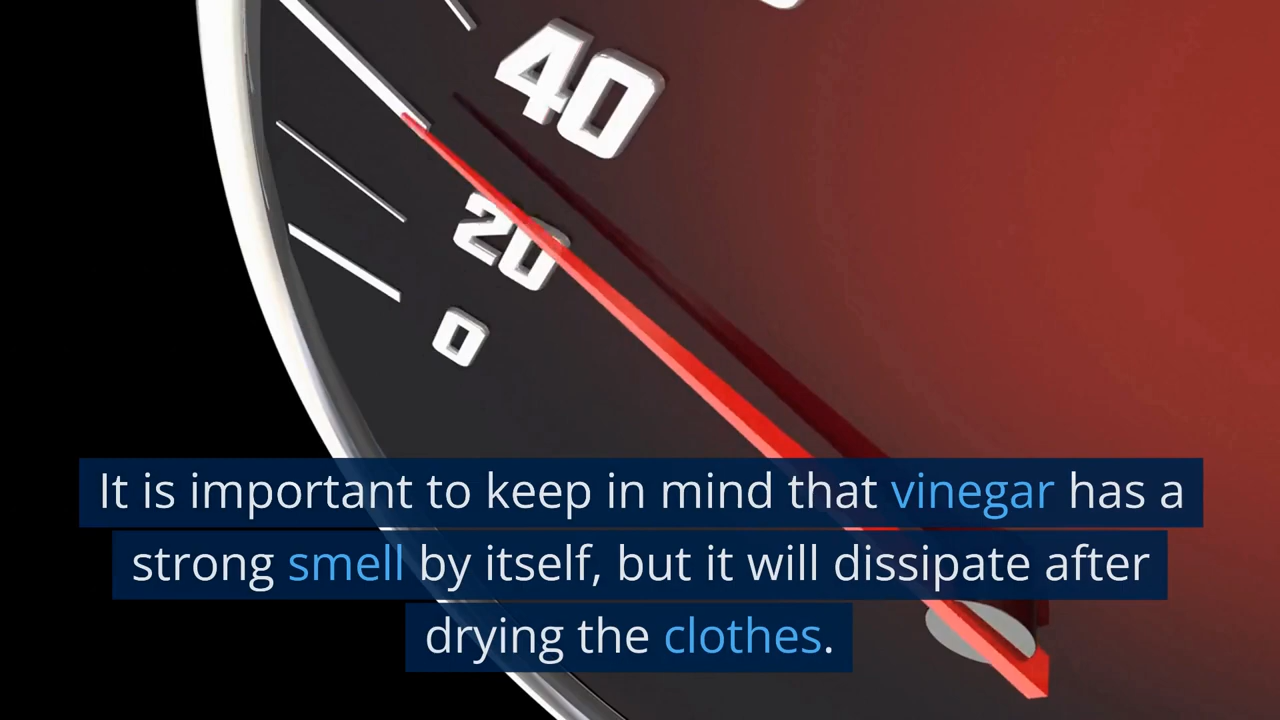 40
20
0
It is important to keep in mind that vinegar has a
strong smell by itself, but it will dissipate after
drying the clothes.